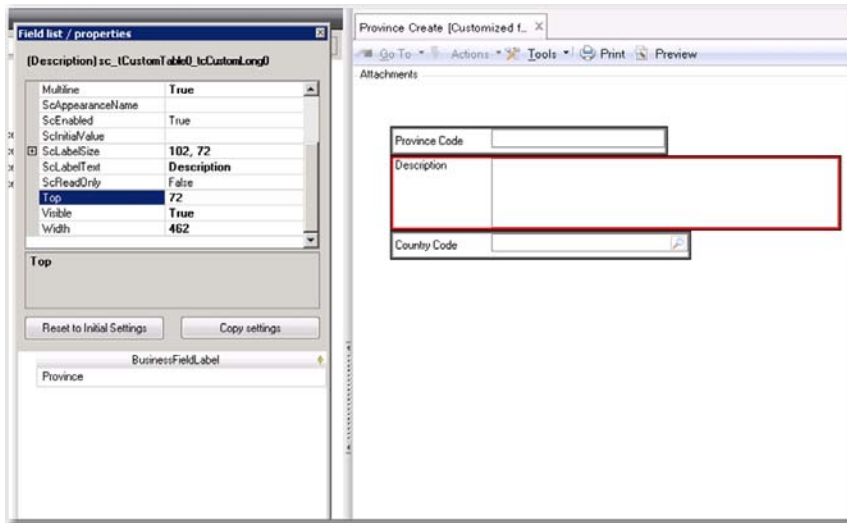 Field list / properties
(Description) sc_tCustomTable0_tcCustomLong0
Multiline True
ScAppearanceName
ScEnabled True
ScInitialValue
ScLabelSize 102, 72
ScLabelText Description
ScReadOnly False
Top 72
Visible True
Width 462
Top
Reset to Initial Settings Copy settings
BusinessFieldLabel
Province
Province Create [Customized f...
Go To Actions Tools Print Preview
Attachments
Province Code
Description
Country Code